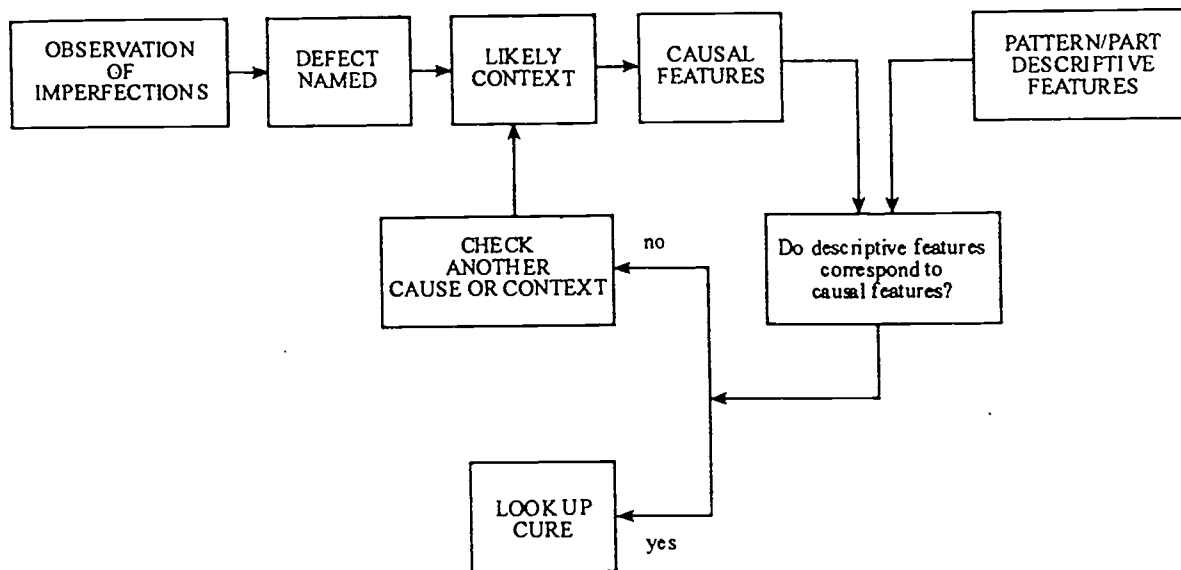 OBSERVATION
OF
IMPERFECTIONS
DEFECT
NAMED
LIKELY
CONTEXT
CAUSAL
FEATURES
PATTERN/PART
DESCRIPTIVE
FEATURES
CHECK
ANOTHER
CAUSE OR CONTEXT
no
Do descriptive features
correspond to
causal features?
LOOK UP
CURE
yes